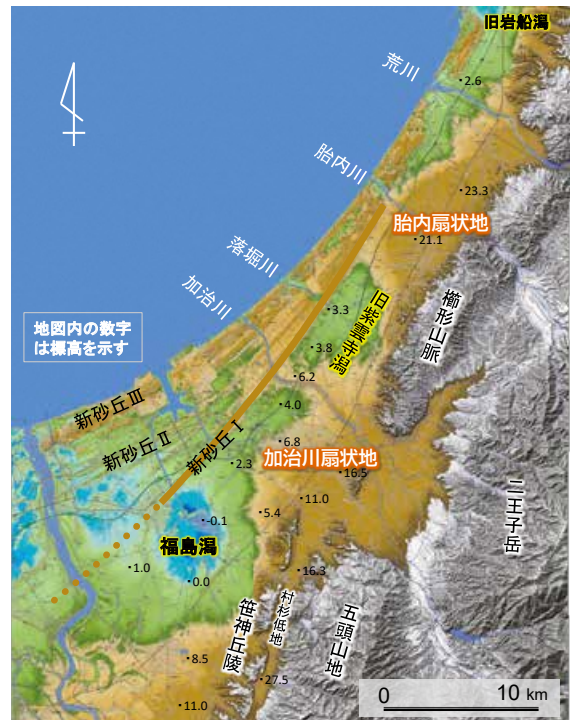 旧岩船潟
荒川
2.6
胎内川
23.3
胎内扇状地
21.1
落堀川
櫛形山脈
加治川
3.3
旧紫雲寺潟
地図内の数字
は標高を示す
3.8
6.2
新砂丘Ⅲ
4.0
新砂丘Ⅱ
新砂丘Ⅰ
6.8
加治川扇状地
2.3
16.5
二王子岳
11.0
-0.1
5.4
福島潟
1.0
0.0
16.3
村杉低地
笹神丘陵
五頭山地
8.5
27.5
11.0
0
10 km